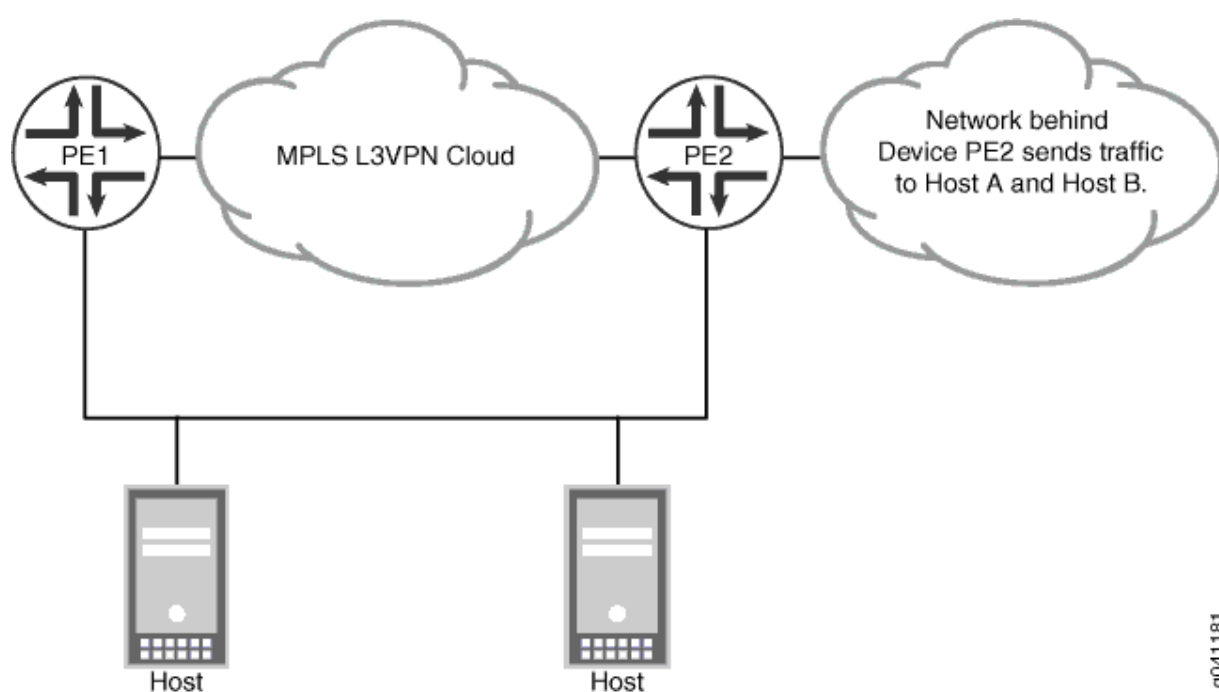 PE1
MPLS L3VPN Cloud
PE2
Network behind
Device PE2 sends traffic
to Host A and Host B.
Host
Host
g041181